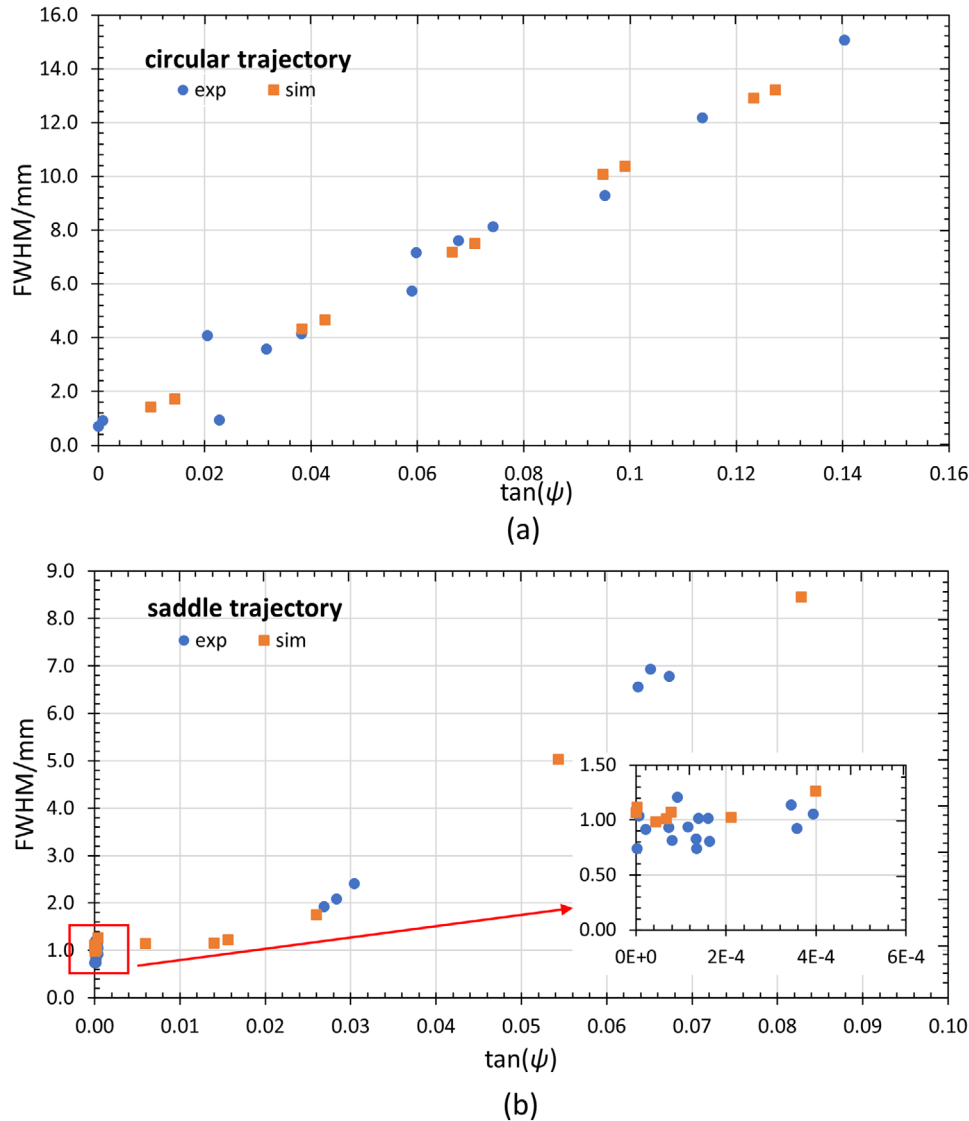 16.0
14.0
12.0
10.0
8.0
6.0
4.0
2.0
0.0
FWHM/mm
circular trajectory
exp sim
0 0.02 0.04 0.06 0.08 0.1 0.12 0.14 0.16
tan(ψ)
(a)
9.0
8.0
7.0
6.0
5.0
4.0
3.0
2.0
1.0
0.0
FWHM/mm
saddle trajectory
exp sim
1.50
1.00
0.50
0.00
0E+0 2E-4 4E-4 6E-4
0.00 0.01 0.02 0.03 0.04 0.05 0.06 0.07 0.08 0.09 0.10
tan(ψ)
(b)